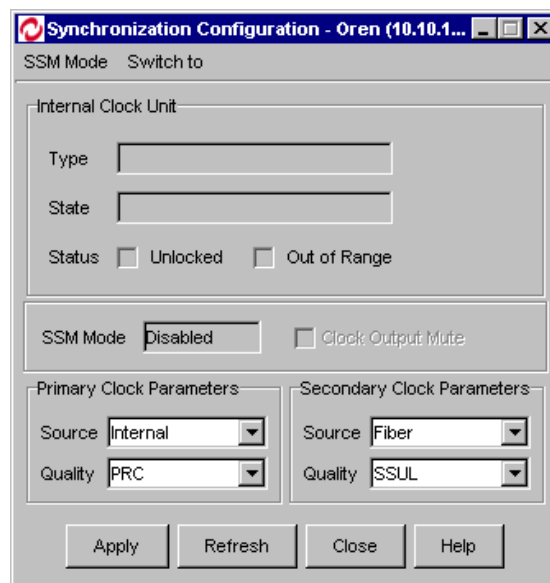 Synchronization Configuration - Oren (10.10.1...
SSM Mode Switch to
Internal Clock Unit
Type
State
Status Unlocked Out of Range
SSM Mode Disabled Clock Output Mute
Primary Clock Parameters Secondary Clock Parameters
Source Internal Source Fiber
Quality PRC Quality SSUL
Apply Refresh Close Help